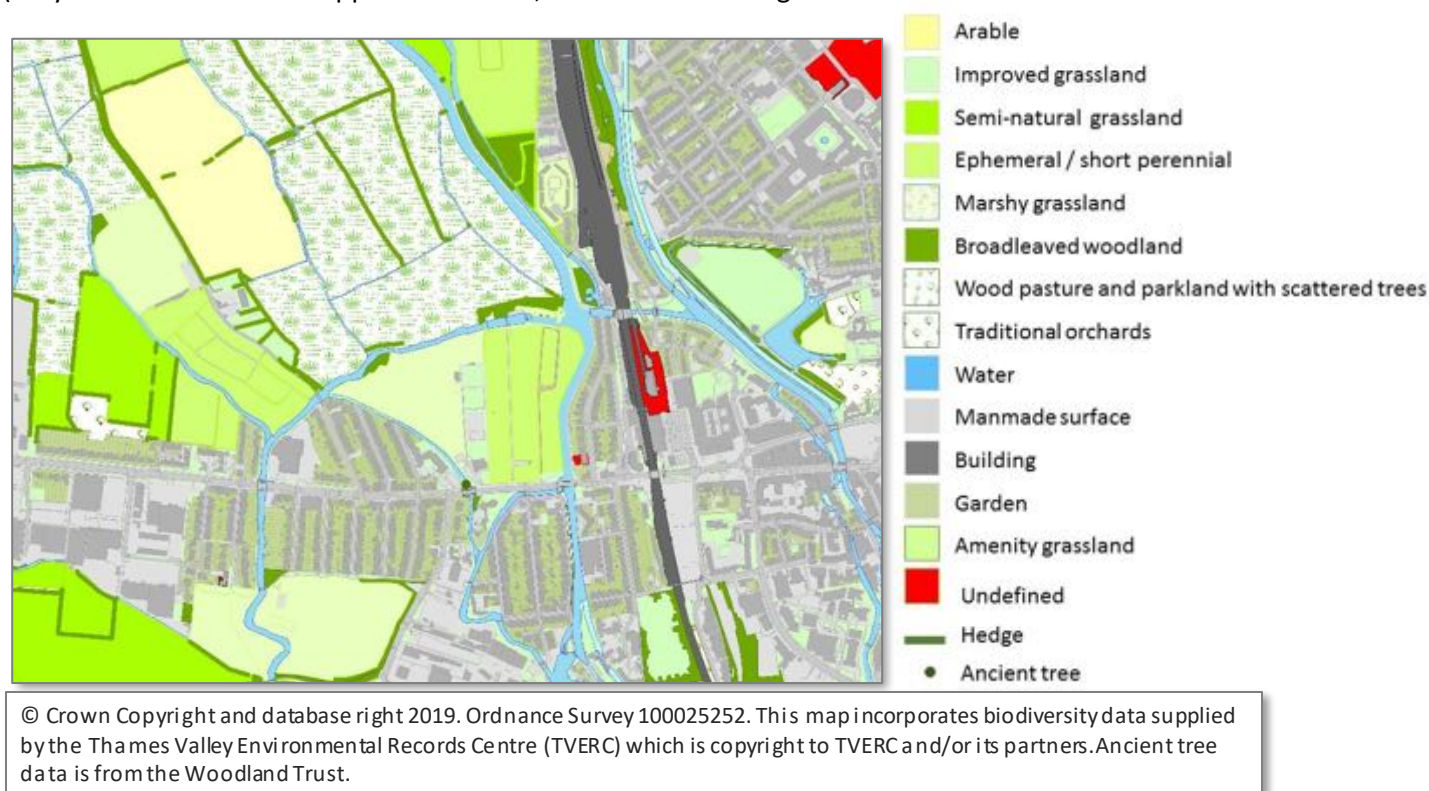 Arable
Improved grassland
Semi-natural grassland
Ephemeral / short perennial
Marshy grassland
Broadleaved woodland
Wood pasture and parkland with scattered trees
Traditional orchards
Water
Manmade surface
Building
Garden
Amenity grassland
Undefined
Hedge
Ancient tree
© Crown Copyright and database right 2019. Ordnance Survey 100025252. This map incorporates biodiversity data supplied
by the Thames Valley Environmental Records Centre (TVERC) which is copyright to TVERC and/or its partners. Ancient tree
data is from the Woodland Trust.